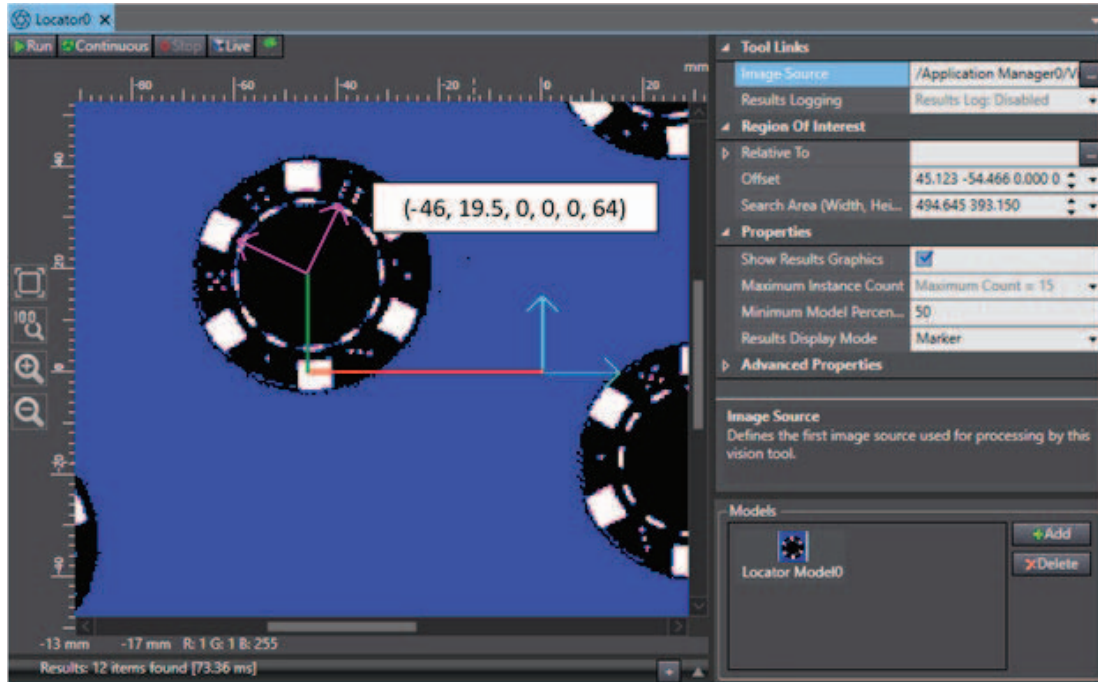 Locator0
Run Continuous Stop Live
mm
-80 -60 -40 -20 0 20
40
20
0
-20
-40
100
(-46, 19.5, 0, 0, 0, 64)
-13 mm -17 mm R: 1 G: 1 B: 255
Results: 12 items found [73.36 ms]
Tool Links
Image Source /Application Manager0/Vi ...
Results Logging Results Log: Disabled
Region Of Interest
Relative To ...
Offset 45.123 -54.466 0.000 0
Search Area (Width, Hei... 494.645 393.150
Properties
Show Results Graphics
Maximum Instance Count Maximum Count = 15
Minimum Model Percen... 50
Results Display Mode Marker
Advanced Properties
Image Source
Defines the first image source used for processing by this
vision tool.
Models
Locator Model0
Add
Delete